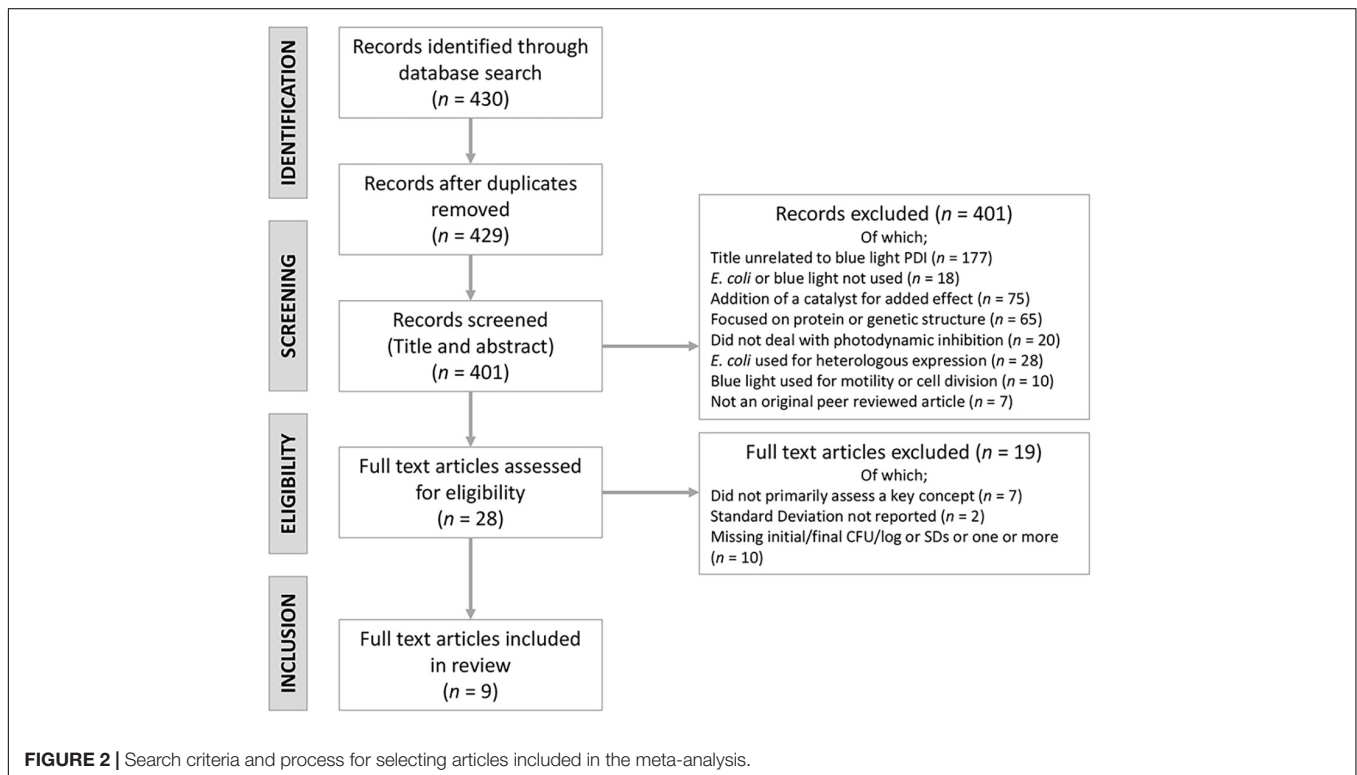 IDENTIFICATION
Records identified through
database search
(n = 430)
Records after duplicates
removed
(n = 429)
SCREENING
Records screened
(Title and abstract)
(n = 401)
Records excluded (n = 401)
Of which;
Title unrelated to blue light PDI (n = 177)
E. coli or blue light not used (n = 18)
Addition of a catalyst for added effect (n = 75)
Focused on protein or genetic structure (n = 65)
Did not deal with photodynamic inhibition (n = 20)
E. coli used for heterologous expression (n = 28)
Blue light used for motility or cell division (n = 10)
Not an original peer reviewed article (n = 7)
ELIGIBILITY
Full text articles assessed
for eligibility
(n = 28)
Full text articles excluded (n = 19)
Of which;
Did not primarily assess a key concept (n = 7)
Standard Deviation not reported (n = 2)
Missing initial/final CFU/log or SDs or one or more
(n = 10)
INCLUSION
Full text articles included
in review
(n = 9)
FIGURE 2 | Search criteria and process for selecting articles included in the meta-analysis.